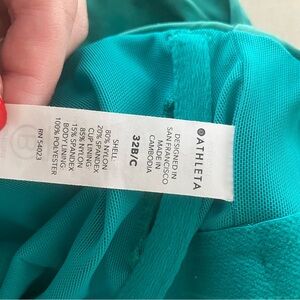 ATHLETA
DESIGNED IN
SAN FRANCISCO
MADE IN
CAMBODIA
32B/C
SHELL:
80% NYLON
20% SPANDEX
CUP LINING:
85% NYLON
15% SPANDEX
BODY LINING:
100% POLYESTER
RN 54023